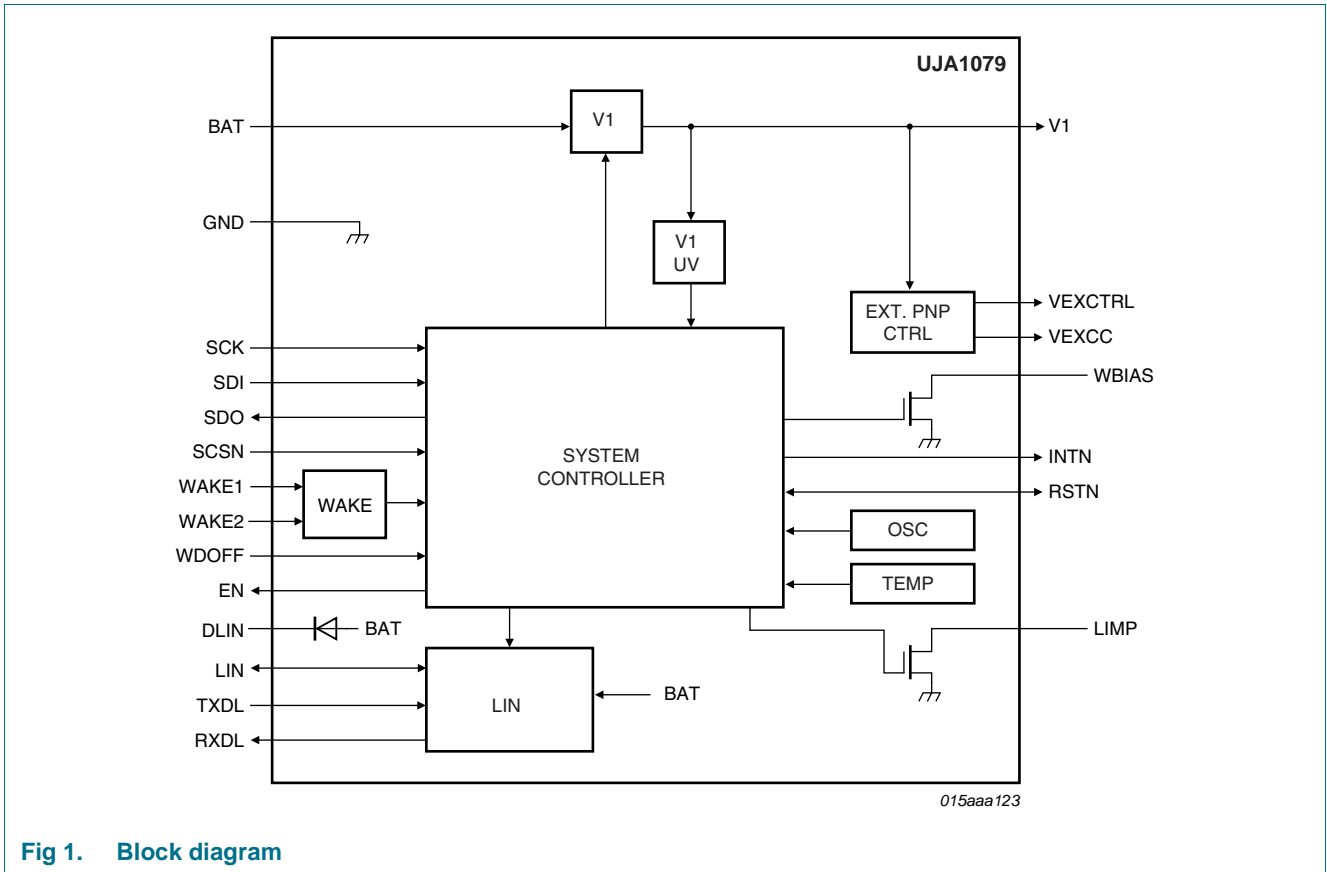 UJA1079
BAT
V1
V1
GND
V1
UV
EXT. PNP
CTRL
VEXCTRL
VEXCC
WBIAS
SCK
SDI
SDO
SCSN
WAKE1
WAKE2
WAKE
WDOFF
EN
SYSTEM
CONTROLLER
INTN
RSTN
OSC
TEMP
DLIN
BAT
LIN
TXDL
RXDL
LIN
BAT
LIMP
015aaa123
Fig 1. Block diagram